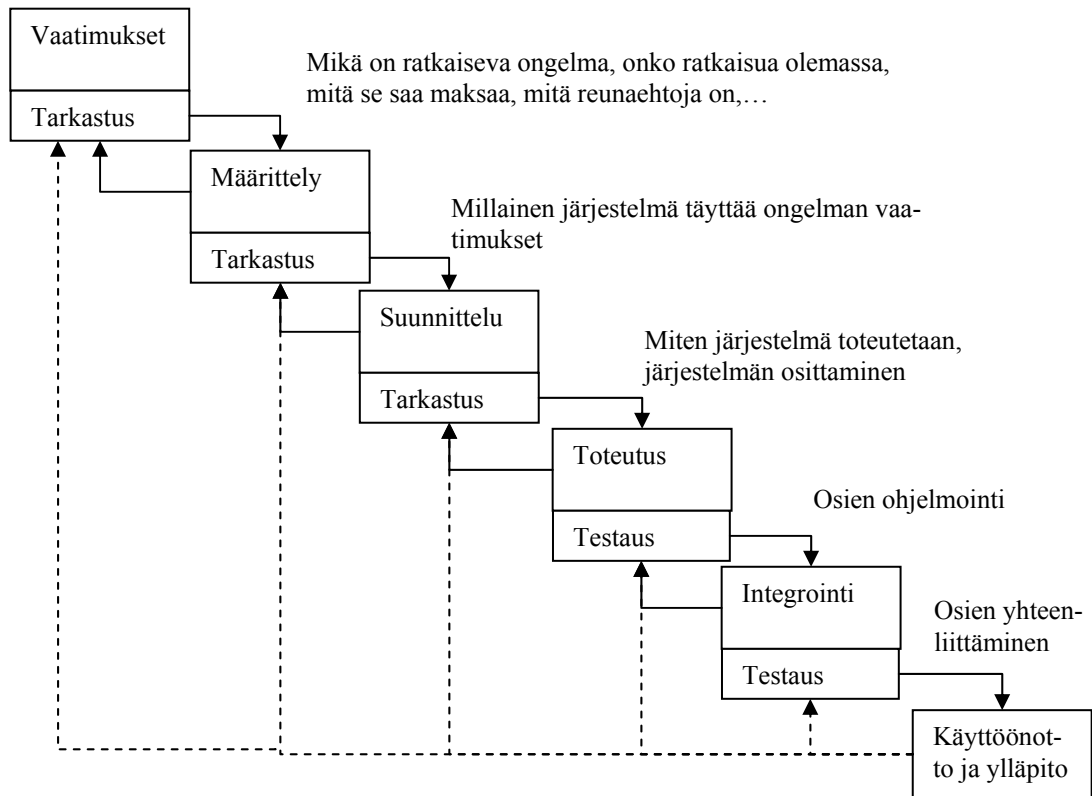 Vaatimukset
Tarkastus
Mikä on ratkaiseva ongelma, onko ratkaisua olemassa,
mitä se saa maksaa, mitä reunaehtoja on,…
Määrittely
Tarkastus
Millainen järjestelmä täyttää ongelman vaa-
timukset
Suunnittelu
Tarkastus
Miten järjestelmä toteutetaan,
järjestelmän osittaminen
Toteutus
Testaus
Osien ohjelmointi
Integrointi
Testaus
Osien yhteen-
liittäminen
Käyttöönot-
to ja ylläpito